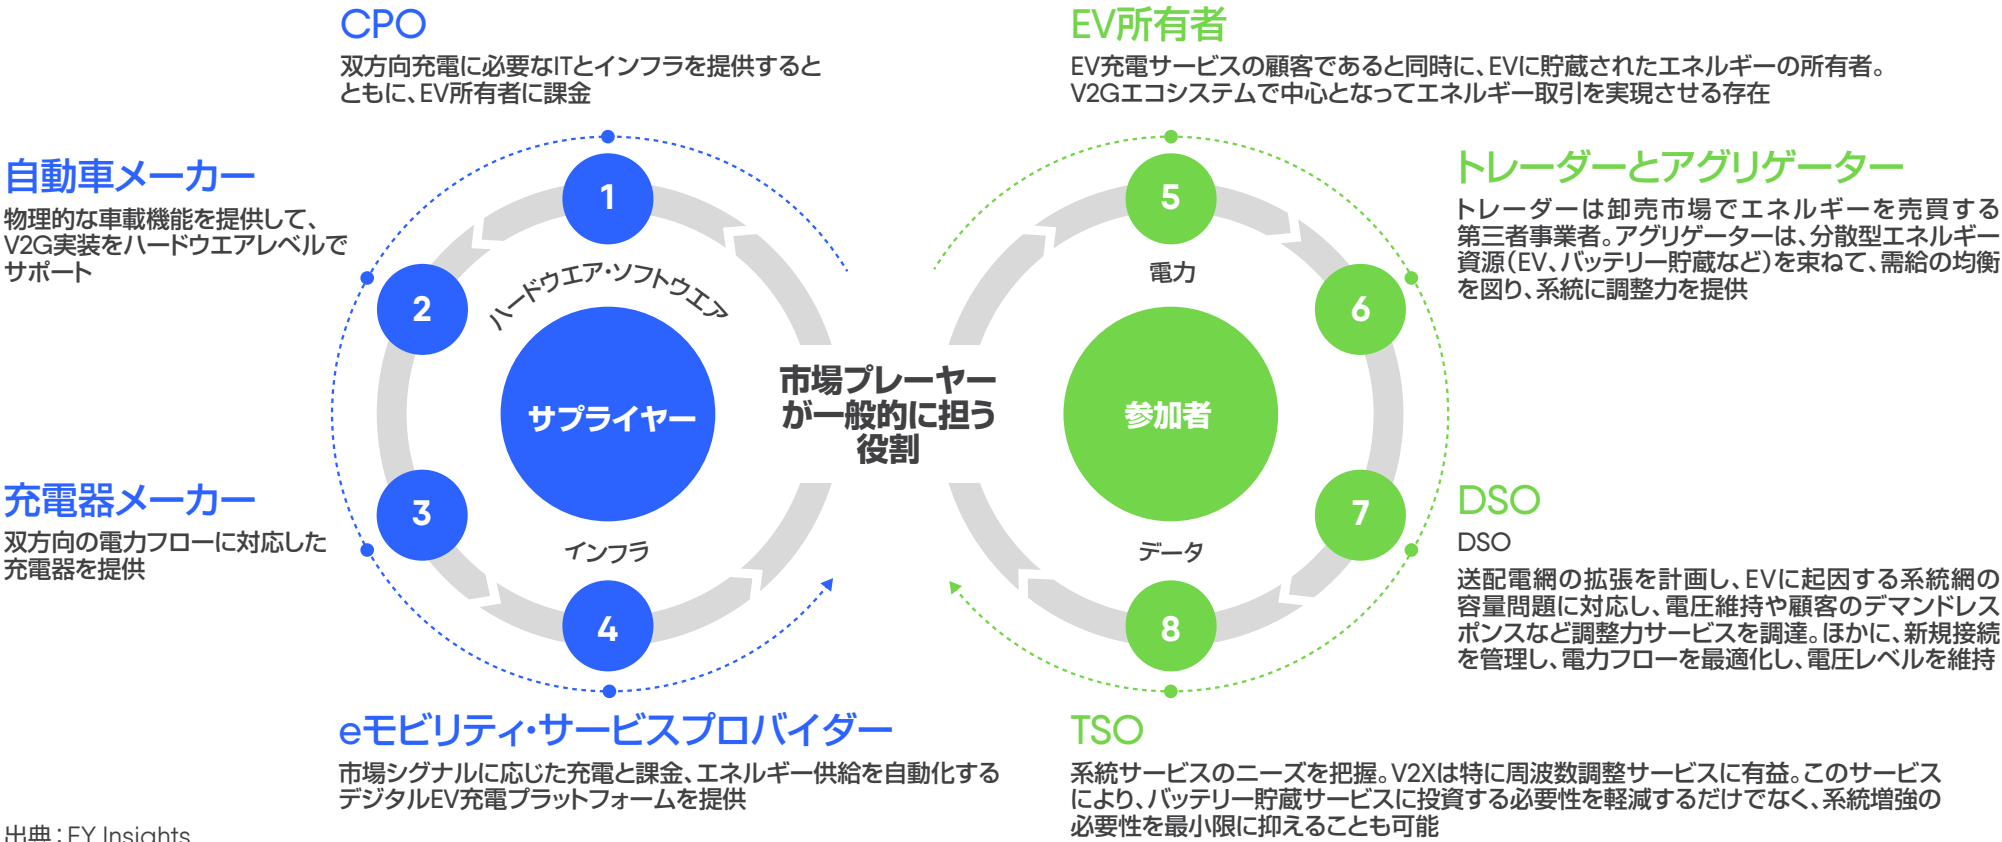 CPO
双方向充電に必要なITとインフラを提供すると
ともに、EV所有者に課金
自動車メーカー
物理的な車載機能を提供して、
V2G実装をハードウエアレベルで
サポート
充電器メーカー
双方向の電力フローに対応した
充電器を提供
eモビリティ・サービスプロバイダー
市場シグナルに応じた充電と課金、エネルギー供給を自動化する
デジタルEV充電プラットフォームを提供
1
2
3
4
ハードウエア・ソフトウエア
サプライヤー
インフラ
市場プレーヤー
が一般的に担う
役割
EV所有者
EV充電サービスの顧客であると同時に、EVに貯蔵されたエネルギーの所有者。
V2Gエコシステムで中心となってエネルギー取引を実現させる存在
5
6
7
8
電力
参加者
データ
トレーダーとアグリゲーター
トレーダーは卸売市場でエネルギーを売買する
第三者事業者。アグリゲーターは、分散型エネルギー
資源（EV、バッテリー貯蔵など）を束ねて、需給の均衡
を図り、系統に調整力を提供
DSO
DSO
送配電網の拡張を計画し、EVに起因する系統網の
容量問題に対応し、電圧維持や顧客のデマンドレス
ポンスなど調整力サービスを調達。ほかに、新規接続
を管理し、電力フローを最適化し、電圧レベルを維持
TSO
系統サービスのニーズを把握。V2Xは特に周波数調整サービスに有益。このサービス
により、バッテリー貯蔵サービスに投資する必要性を軽減するだけでなく、系統増強の
必要性を最小限に抑えることも可能
出典：EY Insights